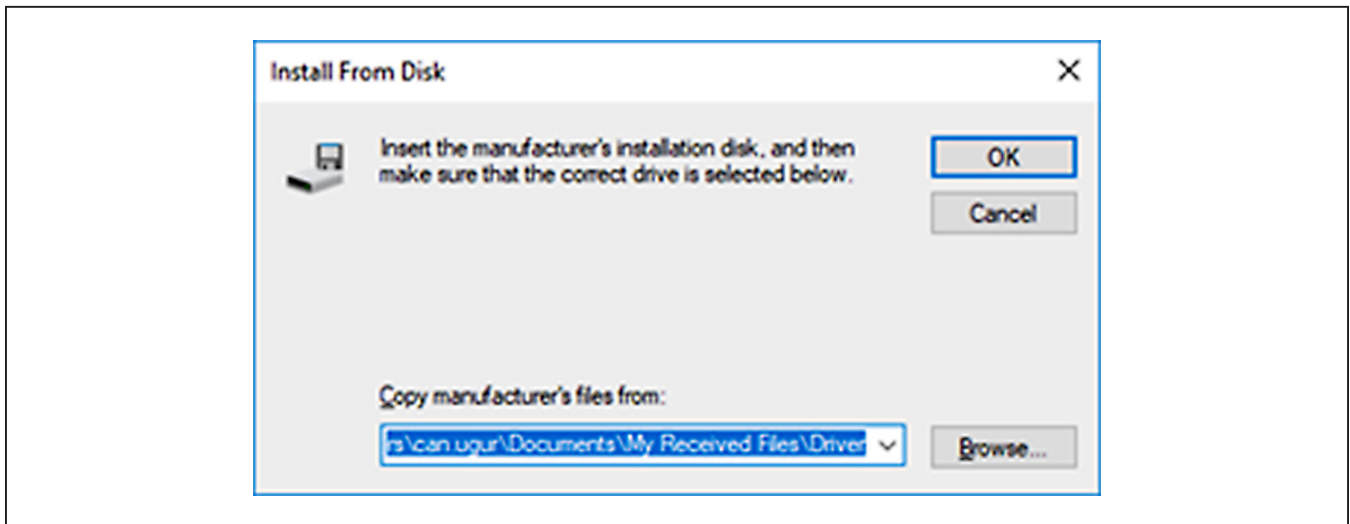 Install From Disk
Insert the manufacturer's installation disk, and then
make sure that the correct drive is selected below.
OK
Cancel
Copy manufacturer's files from:
rs\can.ugur\Documents\My Received Files\Driver
Browse...